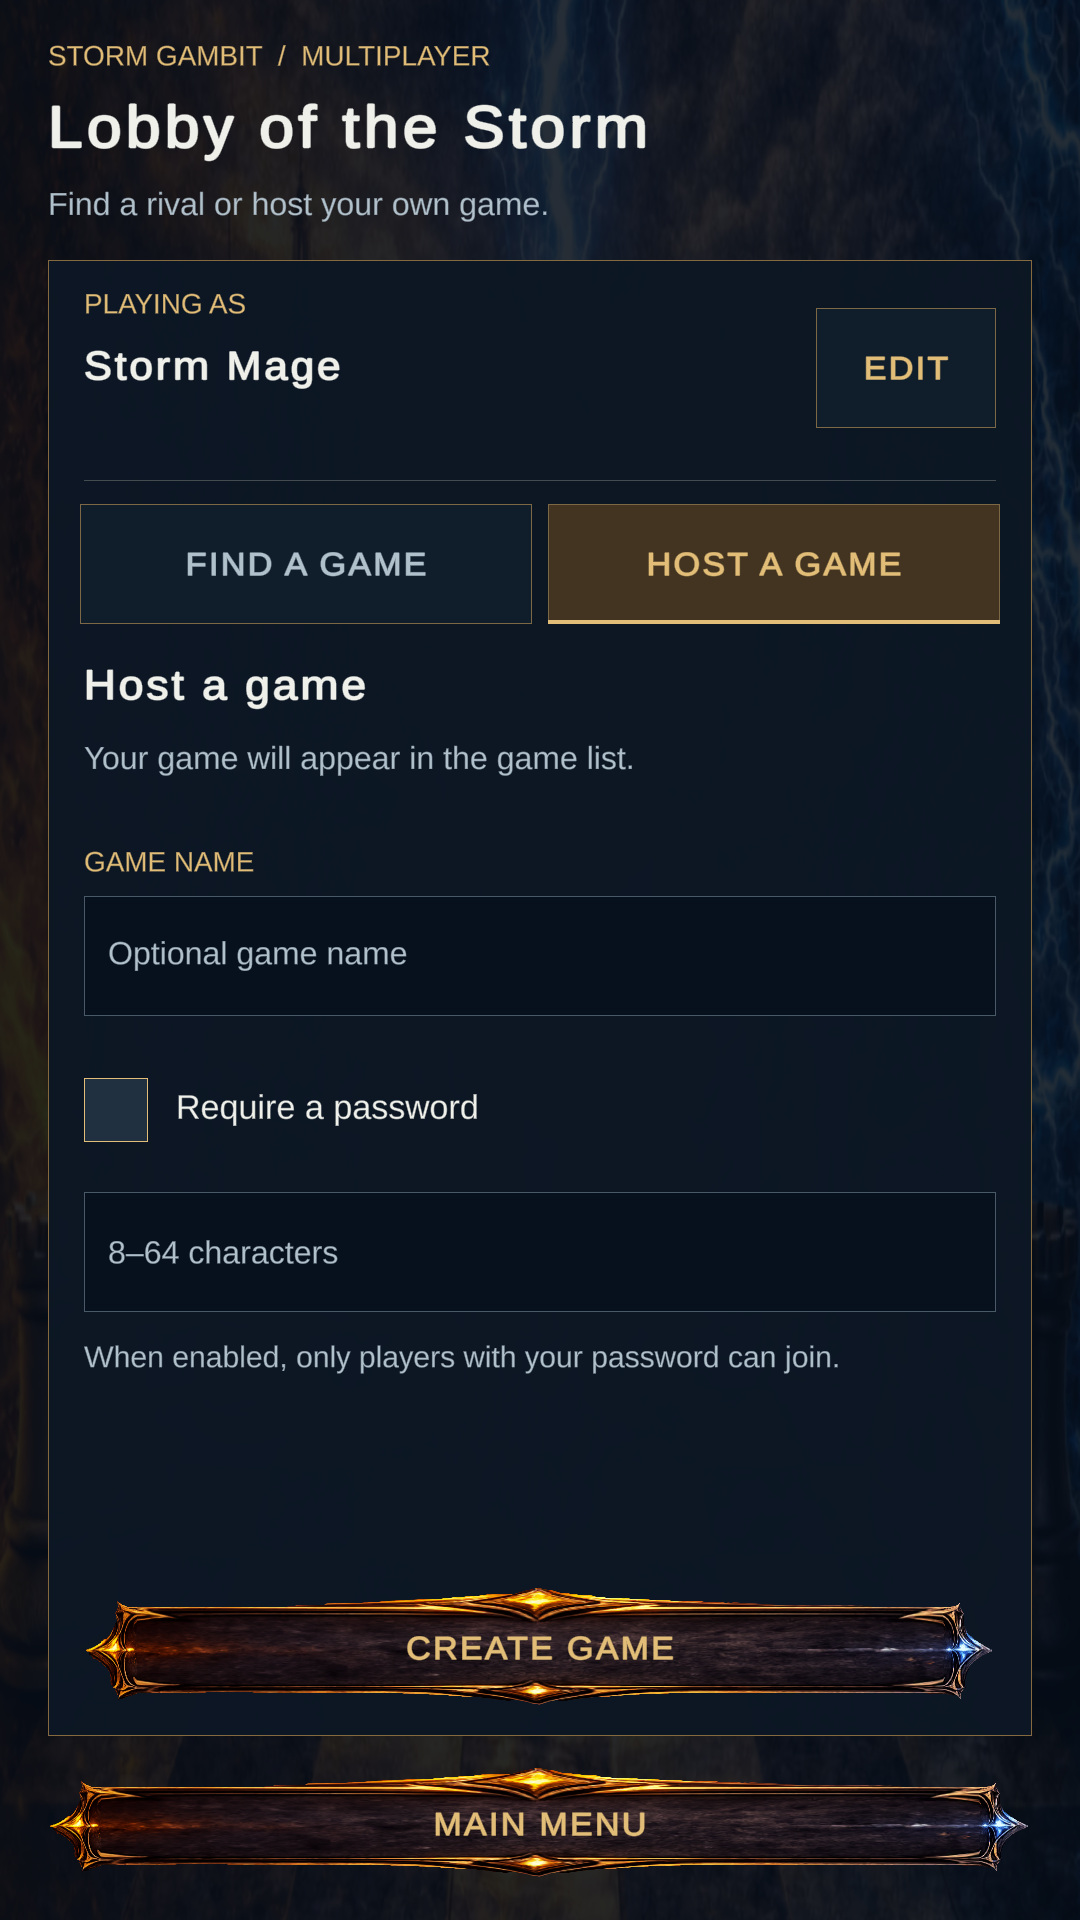 STORM GAMBIT / MULTIPLAYER
Lobby of the Storm
Find a rival or host your own game.
PLAYING AS
Storm Mage
EDIT
FIND A GAME
HOST A GAME
Host a game
Your game will appear in the game list.
GAME NAME
Optional game name
Require a password
8–64 characters
When enabled, only players with your password can join.
CREATE GAME
MAIN MENU